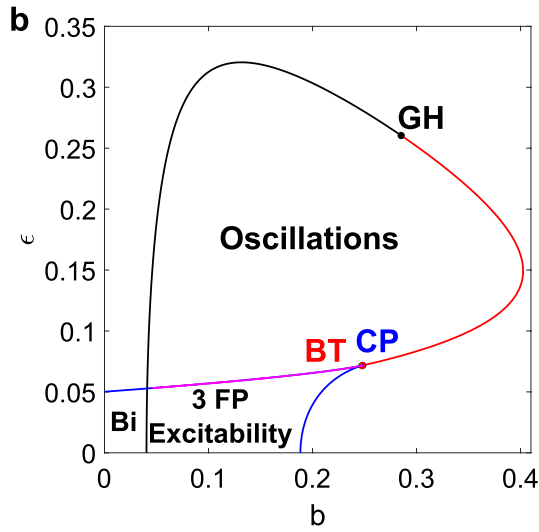 b
0.35
0.3
0.25
0.2
0.15
0.1
0.05
0
ϵ
GH
Oscillations
BT CP
3 FP
Bi Excitability
0 0.1 0.2 0.3 0.4
b